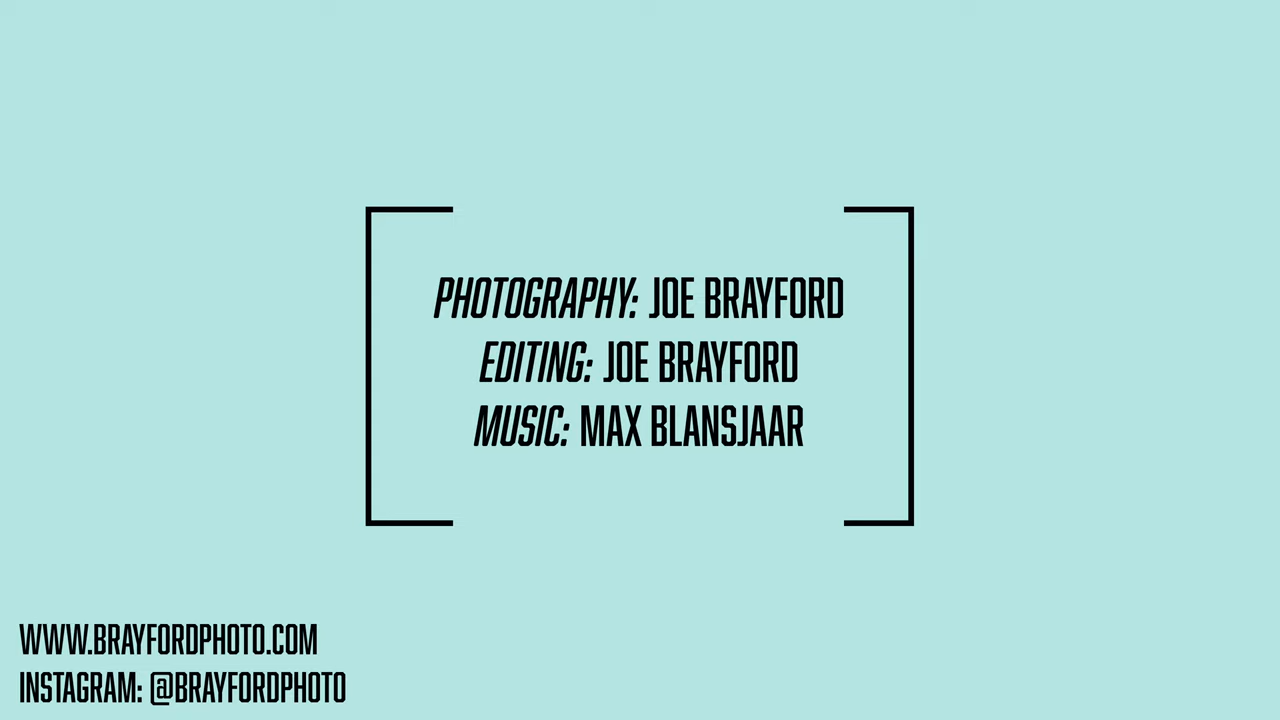 PHOTOGRAPHY: JOE BRAYFORD
EDITING: JOE BRAYFORD
MUSIC: MAX BLANSJAAR
WWW.BRAYFORDPHOTO.COM
INSTAGRAM: @BRAYFORDPHOTO